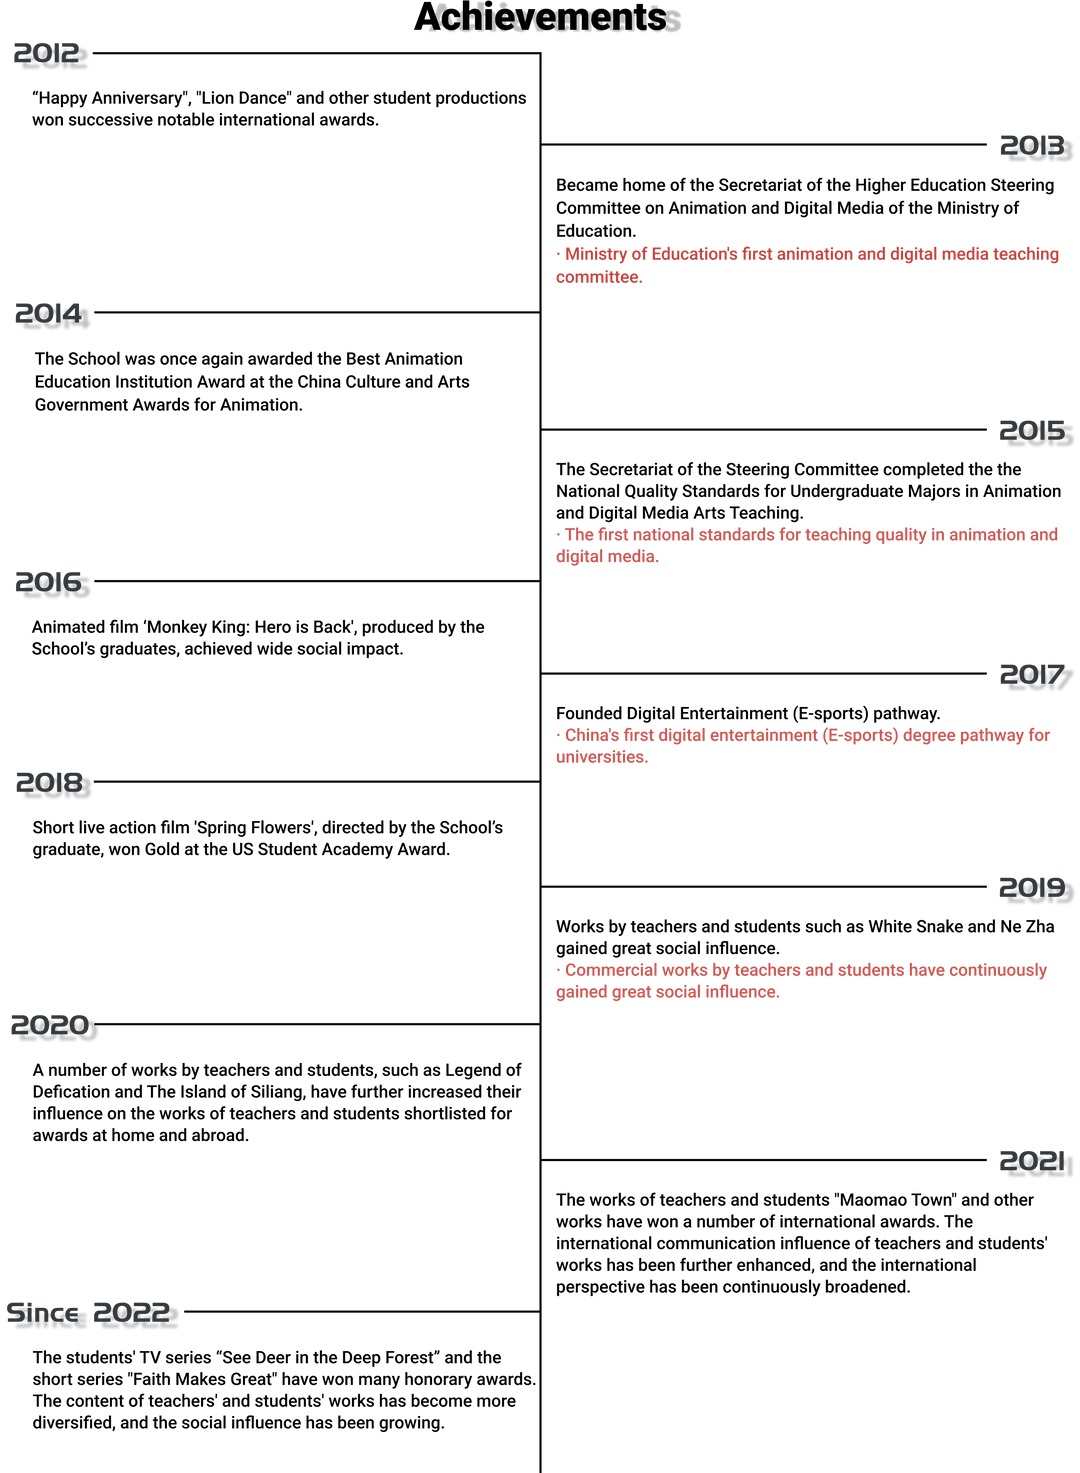 Achievements
2012
“Happy Anniversary", "Lion Dance" and other student productions
won successive notable international awards.
2013
Became home of the Secretariat of the Higher Education Steering
Committee on Animation and Digital Media of the Ministry of
Education.
· Ministry of Education's first animation and digital media teaching
committee.
2014
The School was once again awarded the Best Animation
Education Institution Award at the China Culture and Arts
Government Awards for Animation.
2015
The Secretariat of the Steering Committee completed the the
National Quality Standards for Undergraduate Majors in Animation
and Digital Media Arts Teaching.
· The first national standards for teaching quality in animation and
digital media.
2016
Animated film ‘Monkey King: Hero is Back', produced by the
School’s graduates, achieved wide social impact.
2017
Founded Digital Entertainment (E-sports) pathway.
· China's first digital entertainment (E-sports) degree pathway for
universities.
2018
Short live action film 'Spring Flowers', directed by the School’s
graduate, won Gold at the US Student Academy Award.
2019
Works by teachers and students such as White Snake and Ne Zha
gained great social influence.
· Commercial works by teachers and students have continuously
gained great social influence.
2020
A number of works by teachers and students, such as Legend of
Defication and The Island of Siliang, have further increased their
influence on the works of teachers and students shortlisted for
awards at home and abroad.
2021
The works of teachers and students "Maomao Town" and other
works have won a number of international awards. The
international communication influence of teachers and students'
works has been further enhanced, and the international
perspective has been continuously broadened.
Since 2022
The students' TV series “See Deer in the Deep Forest” and the
short series "Faith Makes Great" have won many honorary awards.
The content of teachers' and students' works has become more
diversified, and the social influence has been growing.